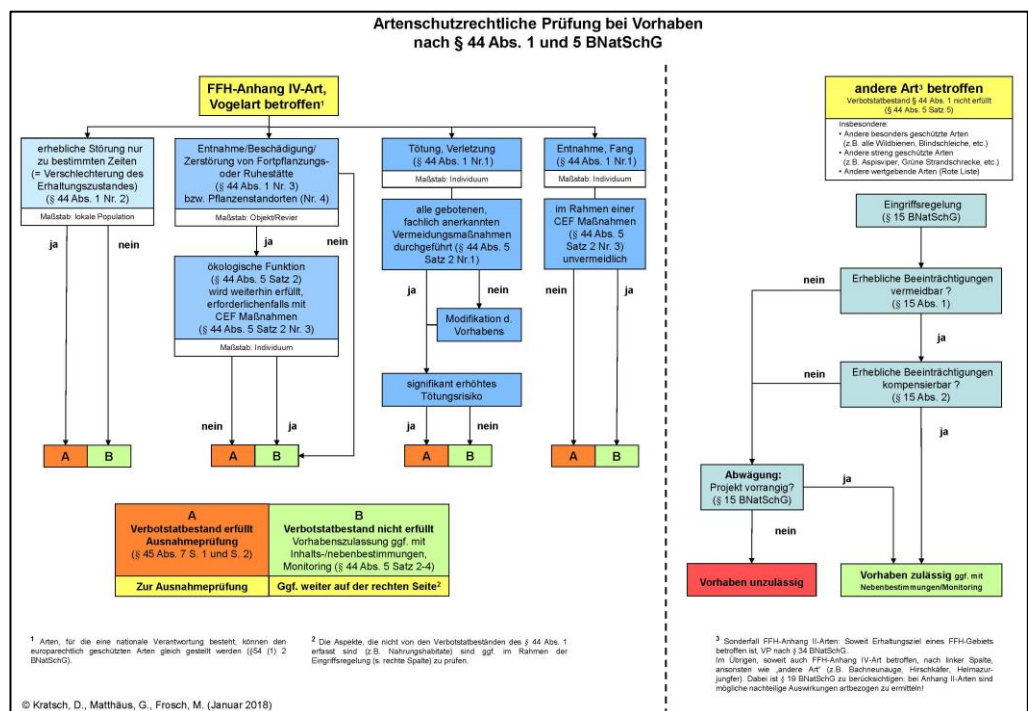 Artenschutzrechtliche Prüfung bei Vorhaben
nach § 44 Abs. 1 und 5 BNatSchG
FFH-Anhang IV-Art,
Vogelart betroffen¹
erhebliche Störung nur
zu bestimmten Zeiten
(= Verschlechterung des
Erhaltungszustandes)
(§ 44 Abs. 1 Nr. 2)
Maßstab: lokale Population
ja
nein
Entnahme/Beschädigung/
Zerstörung von Fortpflanzungs-
oder Ruhestätte
(§ 44 Abs. 1 Nr. 3)
bzw. Pflanzenstandorten (Nr. 4)
Maßstab: Objekt/Revier
ja
nein
ökologische Funktion
(§ 44 Abs. 5 Satz 2)
wird weiterhin erfüllt,
erforderlichenfalls mit
CEF Maßnahmen
(§ 44 Abs. 5 Satz 2 Nr. 3)
Maßstab: Individuum
nein
ja
Tötung, Verletzung
(§ 44 Abs. 1 Nr.1)
Maßstab: Individuum
alle gebotenen,
fachlich anerkannten
Vermeidungsmaßnahmen
durchgeführt (§ 44 Abs. 5
Satz 2 Nr.1)
ja
nein
Modifikation d.
Vorhabens
signifikant erhöhtes
Tötungsrisiko
ja
nein
Entnahme, Fang
(§ 44 Abs. 1 Nr.1)
Maßstab: Individuum
im Rahmen einer
CEF Maßnahmen
(§ 44 Abs. 5
Satz 2 Nr. 3)
unvermeidlich
nein
ja
A
B
A
B
A
B
A
B
A
Verbotstatbestand erfüllt
Ausnahmeprüfung
(§ 45 Abs. 7 S. 1 und S. 2)
Zur Ausnahmeprüfung
B
Verbotstatbestand nicht erfüllt
Vorhabenszulassung ggf. mit
Inhalts-/nebenbestimmungen,
Monitoring (§ 44 Abs. 5 Satz 2-4)
Ggf. weiter auf der rechten Seite²
¹ Arten, für die eine nationale Verantwortung besteht, können den
europarechtlich geschützten Arten gleich gestellt werden (§54 (1) 2
BNatSchG).
² Die Aspekte, die nicht von den Verbotstatbeständen des § 44 Abs. 1
erfasst sind (z.B. Nahrungshabitate) sind ggf. im Rahmen der
Eingriffsregelung (s. rechte Spalte) zu prüfen.
© Kratsch, D., Matthäus, G., Frosch, M. (Januar 2018)
andere Art³ betroffen
Verbotstatbestand § 44 Abs. 1 nicht erfüllt
(§ 44 Abs. 5 Satz 5)
Insbesondere:
• Andere besonders geschützte Arten
(z.B. alle Wildbienen, Blindschleiche, etc.)
• Andere streng geschützte Arten
(z.B. Aspisviper, Grüne Strandschrecke, etc.)
• Andere wertgebende Arten (Rote Liste)
Eingriffsregelung
(§ 15 BNatSchG)
nein
Erhebliche Beeinträchtigungen
vermeidbar ?
(§ 15 Abs. 1)
ja
nein
Erhebliche Beeinträchtigungen
kompensierbar ?
(§ 15 Abs. 2)
ja
Abwägung:
Projekt vorrangig?
(§ 15 BNatSchG)
ja
nein
Vorhaben unzulässig
Vorhaben zulässig ggf. mit
Nebenbestimmungen/Monitoring
³ Sonderfall FFH-Anhang II-Arten: Soweit Erhaltungsziel eines FFH-Gebiets
betroffen ist, VP nach § 34 BNatSchG.
Im Übrigen, soweit auch FFH-Anhang IV-Art betroffen, nach linker Spalte,
ansonsten wie „andere Art“ (z.B. Bachneunauge, Hirschkäfer, Helmazur-
jungfer). Dabei ist § 19 BNatSchG zu berücksichtigen: bei Anhang II-Arten sind
mögliche nachteilige Auswirkungen artbezogen zu ermitteln!